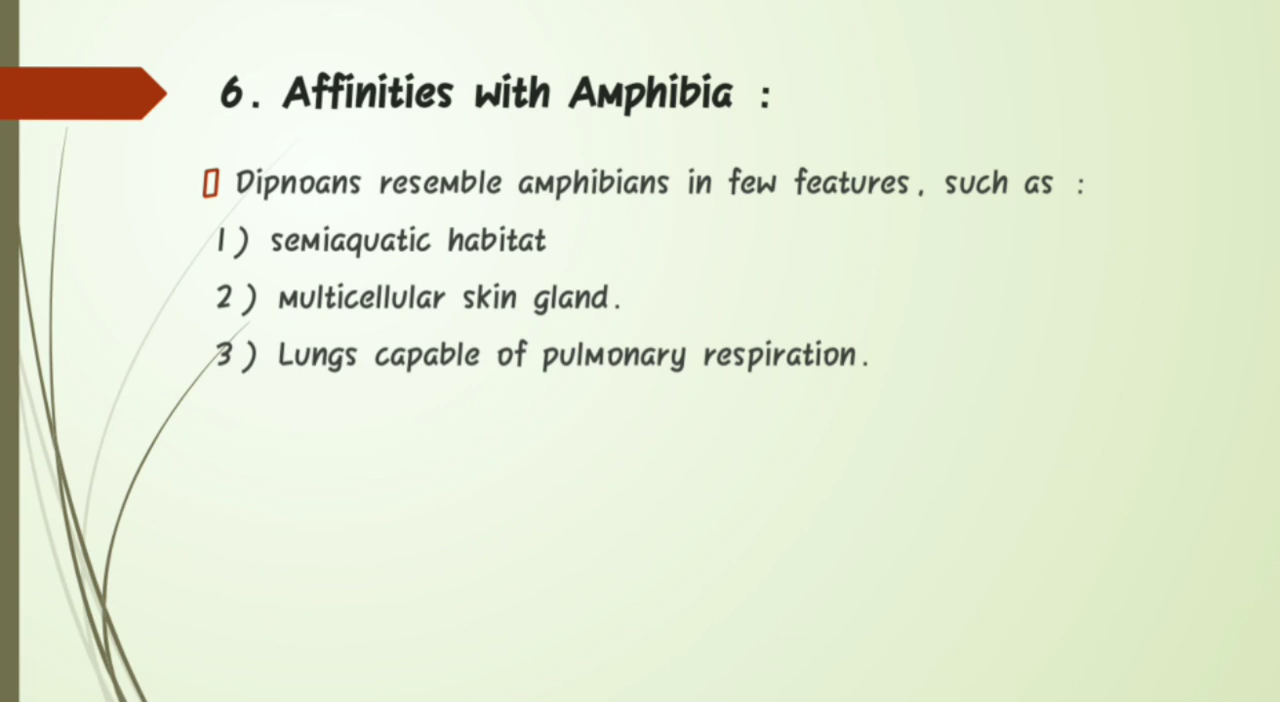 6. Affinities with Amphibia :
Dipnoans resemble amphibians in few features, such as :
1) semiaquatic habitat
2) multicellular skin gland.
3) Lungs capable of pulmonary respiration.